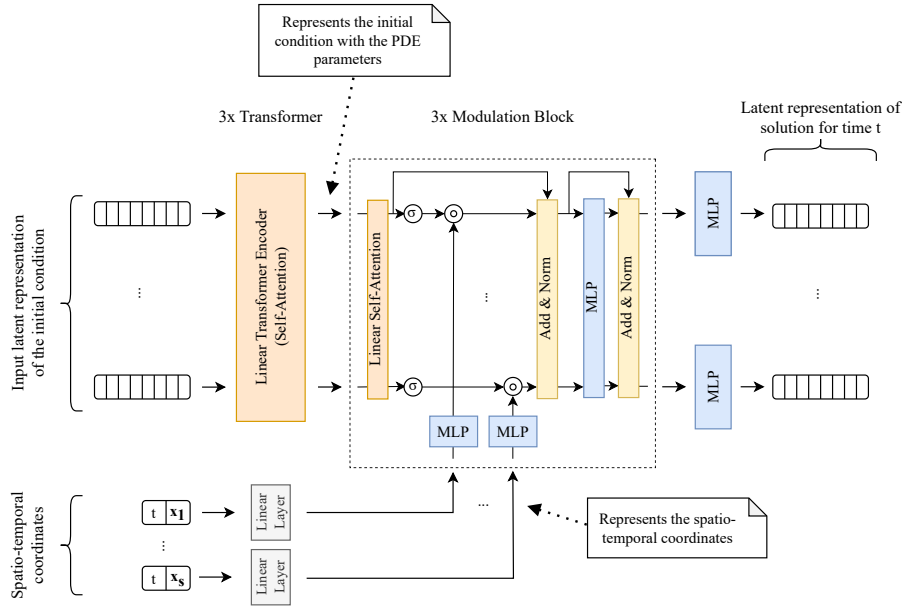 Represents the initial
condition with the PDE
parameters
3x Transformer
3x Modulation Block
Latent representation of
solution for time t
Input latent representation
of the initial condition
...
Linear Transformer Encoder
(Self-Attention)
Linear Self-Attention
σ
σ
...
Add & Norm
MLP
Add & Norm
MLP
MLP
...
MLP
MLP
Spatio-temporal
coordinates
t x1
...
t xs
Linear
Layer
Linear
Layer
...
Represents the spatio-
temporal coordinates